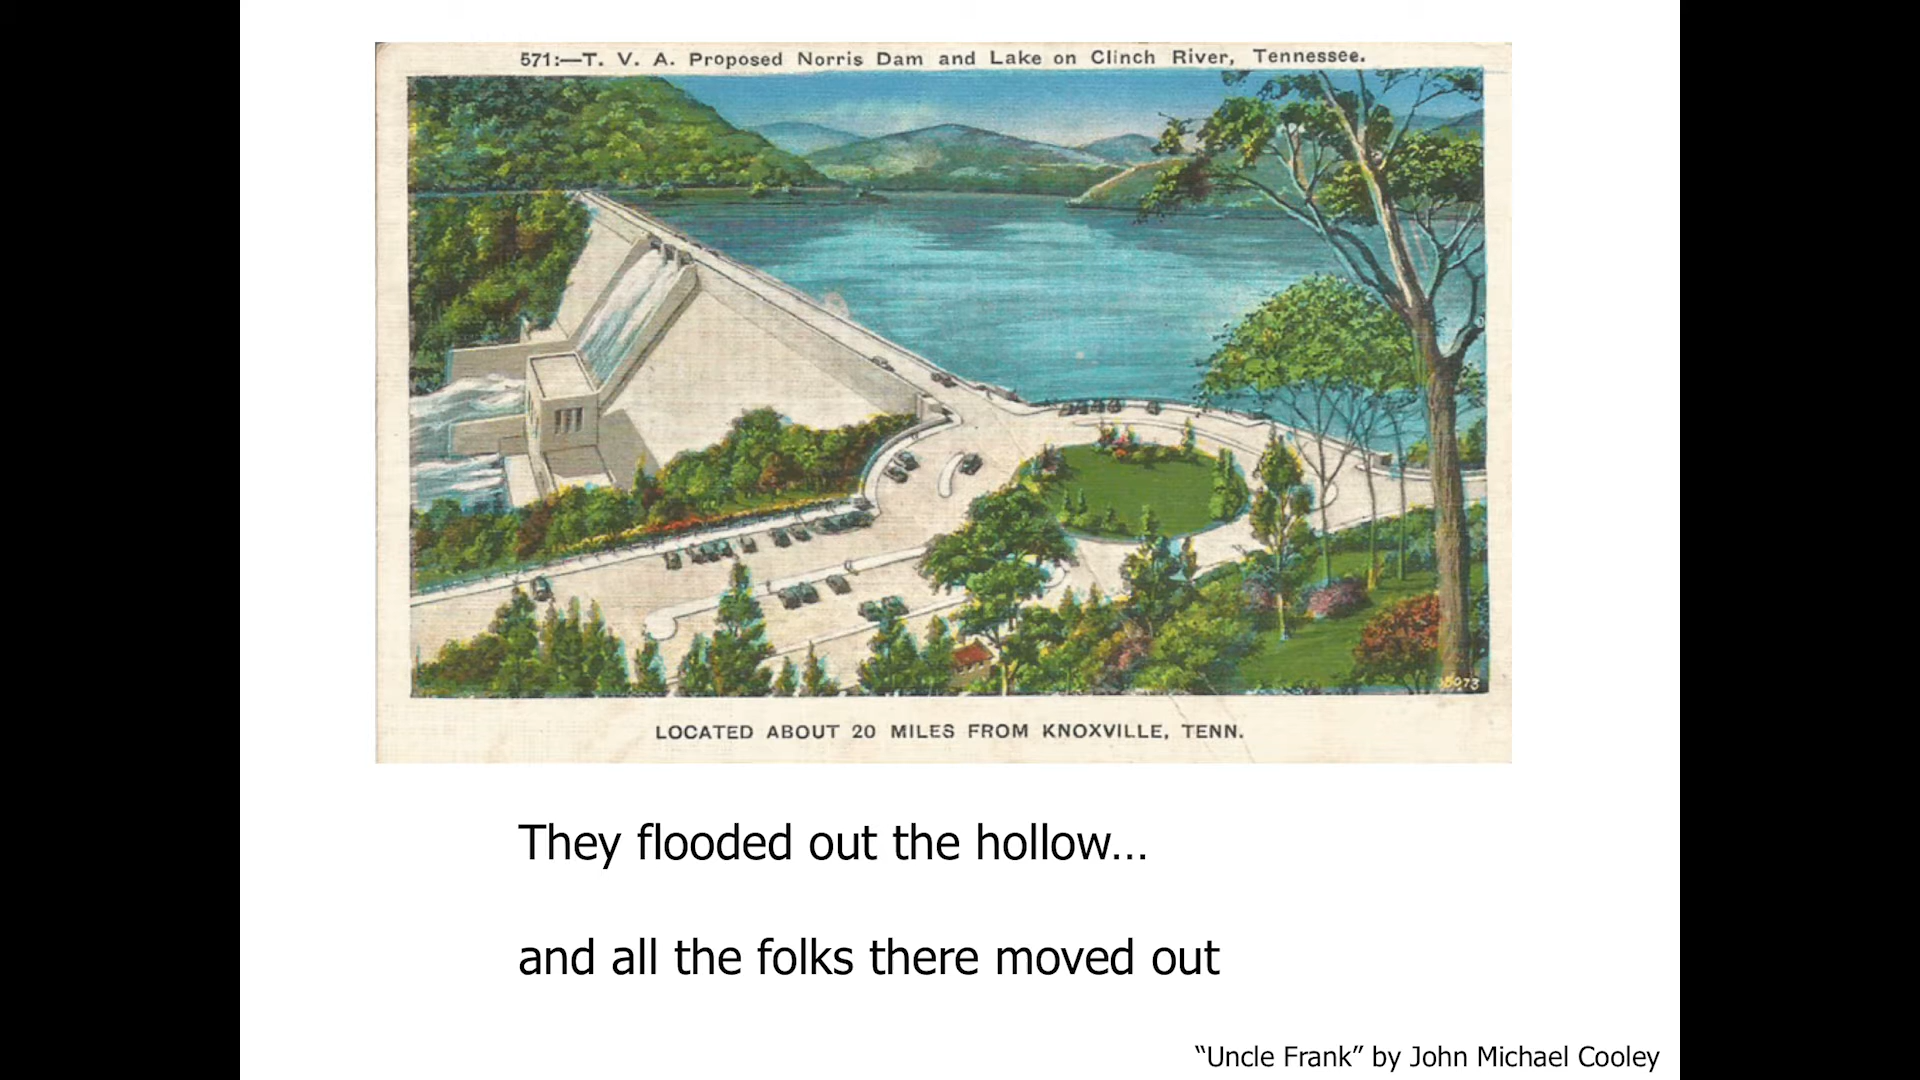 571:—T. V. A. Proposed Norris Dam and Lake on Clinch River, Tennessee.
LOCATED ABOUT 20 MILES FROM KNOXVILLE, TENN.
They flooded out the hollow...
and all the folks there moved out
“Uncle Frank” by John Michael Cooley